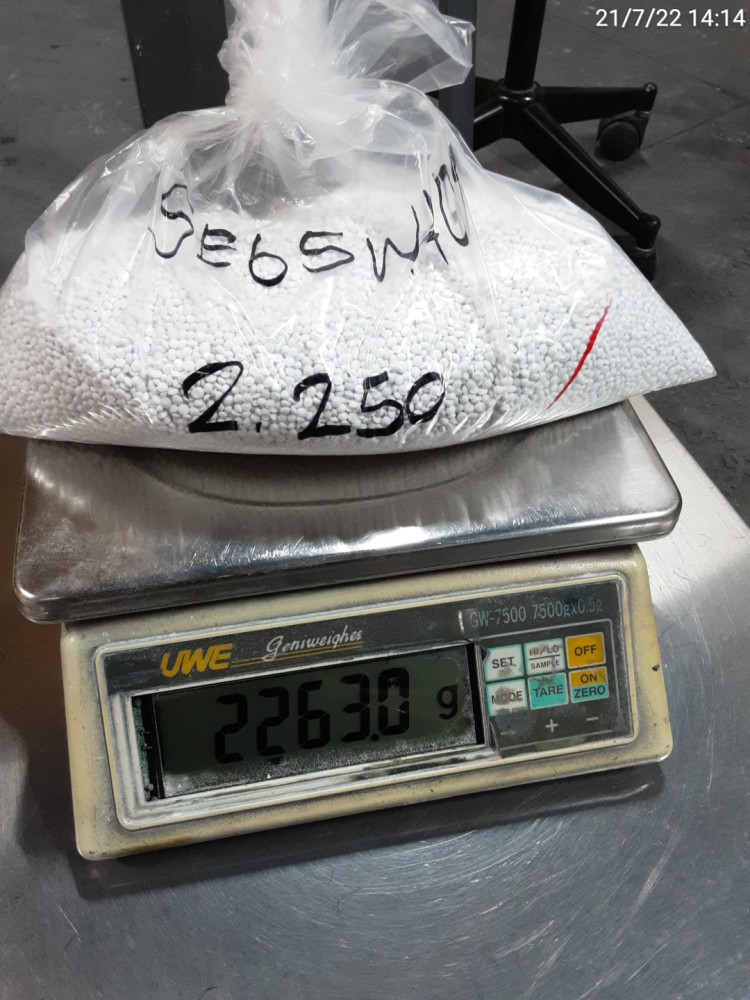 21/7/22 14:14
2.250
GW-7500 7500gx0.5g
UWE Geniweigher
2263.0 g
SET
HI/LO
SAMPLE
OFF
MODE
TARE
ON
ZERO
+ −